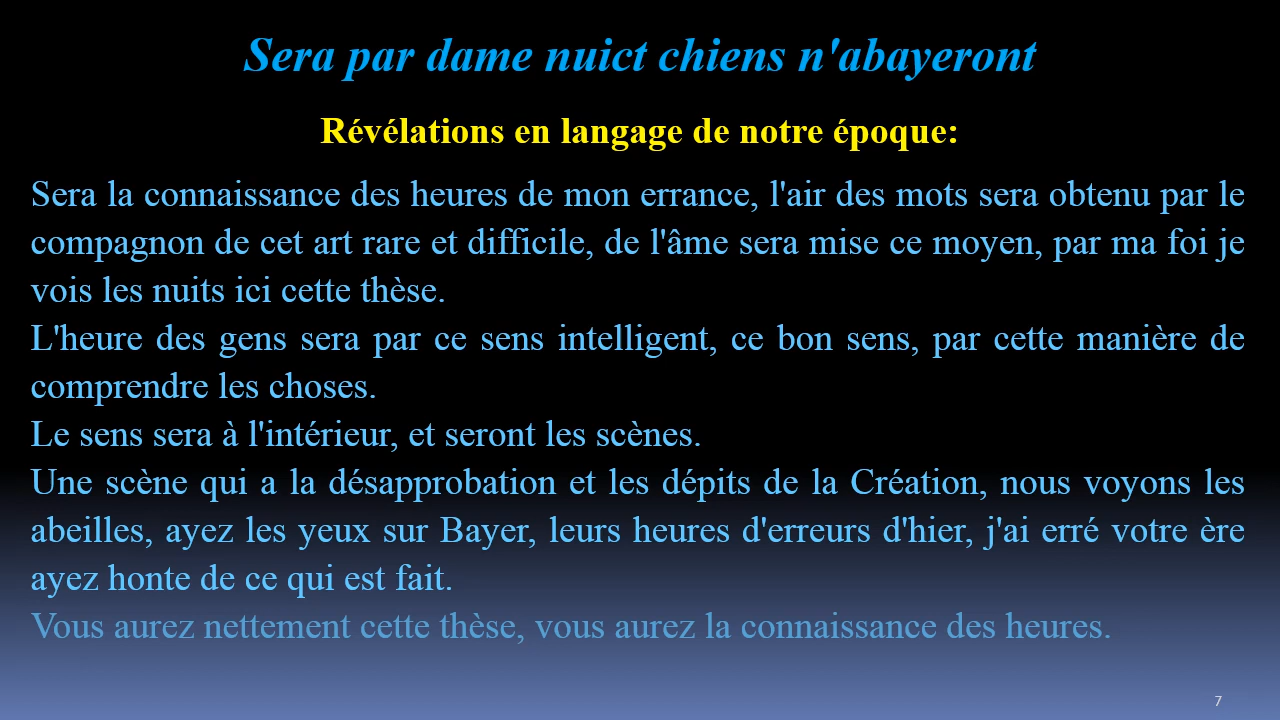 Sera par dame nuict chiens n'abayeront
Révélations en langage de notre époque:
Sera la connaissance des heures de mon errance, l'air des mots sera obtenu par le
compagnon de cet art rare et difficile, de l'âme sera mise ce moyen, par ma foi je
vois les nuits ici cette thèse.
L'heure des gens sera par ce sens intelligent, ce bon sens, par cette manière de
comprendre les choses.
Le sens sera à l'intérieur, et seront les scènes.
Une scène qui a la désapprobation et les dépits de la Création, nous voyons les
abeilles, ayez les yeux sur Bayer, leurs heures d'erreurs d'hier, j'ai erré votre ère
ayez honte de ce qui est fait.
Vous aurez nettement cette thèse, vous aurez la connaissance des heures.
7